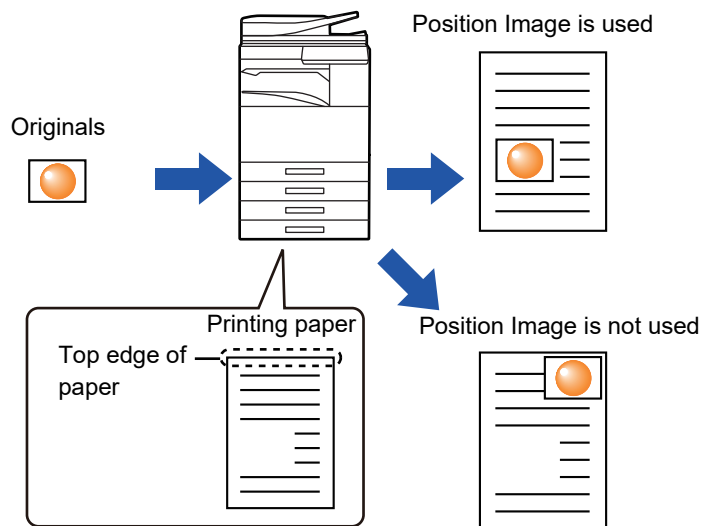 Position Image is used
Originals
Printing paper
Top edge of
paper
Position Image is not used